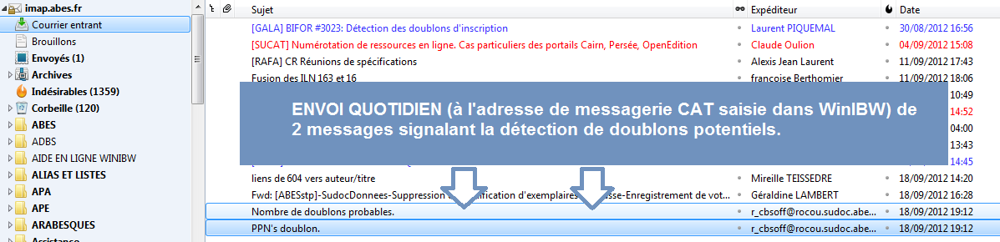 imap.abes.fr
Courrier entrant
Brouillons
Envoyés (1)
Archives
Indésirables (1359)
Corbeille (120)
ABES
ADBS
AIDE EN LIGNE WINIBW
ALIAS ET LISTES
APA
APE
ARABESQUES
Assistance
Sujet Expéditeur Date
[GALA] BIFOR #3023: Détection des doublons d'inscription Laurent PIQUEMAL 30/08/2012 16:56
[SUCAT] Numérotation de ressources en ligne. Cas particuliers des portails Cairn, Persée, OpenEdition Claude Oulion 04/09/2012 15:08
[RAFA] CR Réunions de spécifications Alexis Jean Laurent 11/09/2012 17:43
Fusion des ILN 163 et 16 françoise Berthomier 11/09/2012 18:06
10:49
14:52
04:00
13:43
14:45
ENVOI QUOTIDIEN (à l'adresse de messagerie CAT saisie dans WinIBW) de
2 messages signalant la détection de doublons potentiels.
liens de 604 vers auteur/titre Mireille TEISSEDRE 18/09/2012 14:20
Fwd: [ABESstp]-SudocDonnees-Suppression ification d'exemplaires sse-Enregistrement de vot... Géraldine LAMBERT 18/09/2012 16:28
Nombre de doublons probables. r_cbsoff@rocou.sudoc.abe... 18/09/2012 19:12
PPN's doublon. r_cbsoff@rocou.sudoc.abe... 18/09/2012 19:12